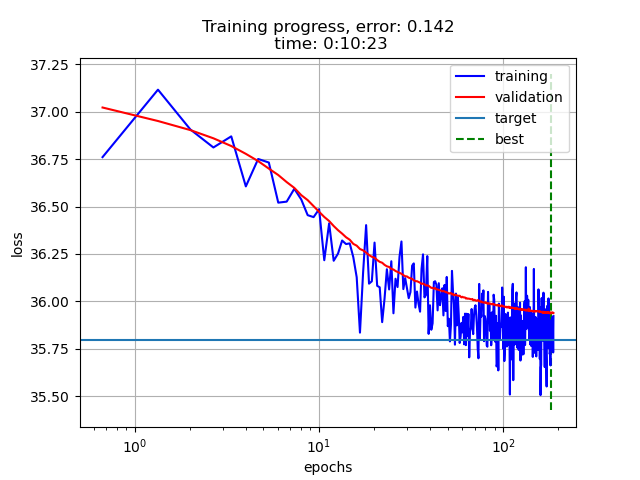 Training progress, error: 0.142
time: 0:10:23
37.25
37.00
36.75
36.50
36.25
36.00
35.75
35.50
loss
training
validation
target
best
10⁰
10¹
10²
epochs